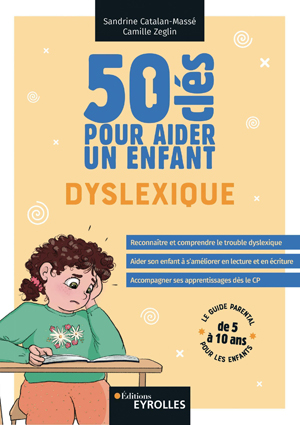 Sandrine Catalan-Massé
Camille Zeglin
50 clés
POUR AIDER
UN ENFANT
DYSLEXIQUE
Reconnaître et comprendre le trouble dyslexique
Aider son enfant à s'améliorer en lecture et en écriture
Accompagner ses apprentissages dès le CP
LE GUIDE PARENTAL
de 5
à 10 ans
POUR LES ENFANTS
Éditions
EYROLLES